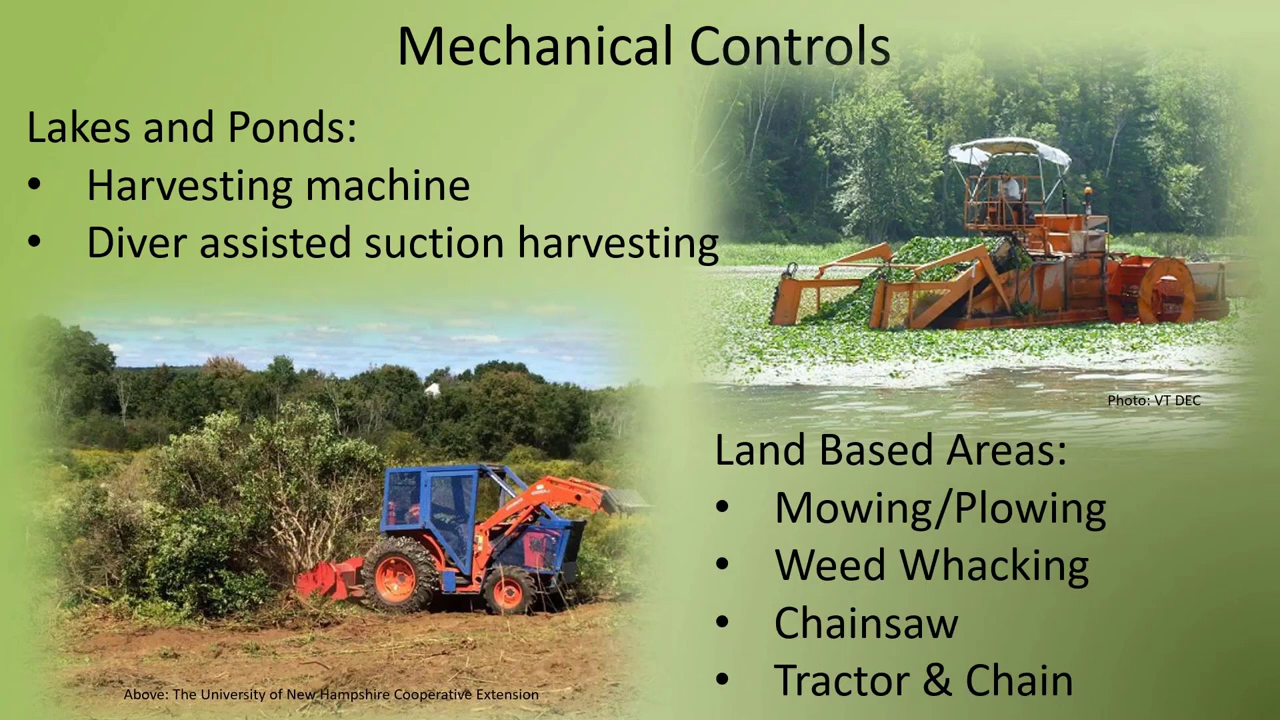 Mechanical Controls
Lakes and Ponds:
• Harvesting machine
• Diver assisted suction harvesting
Photo: VT DEC
Land Based Areas:
• Mowing/Plowing
• Weed Whacking
• Chainsaw
• Tractor & Chain
Above: The University of New Hampshire Cooperative Extension